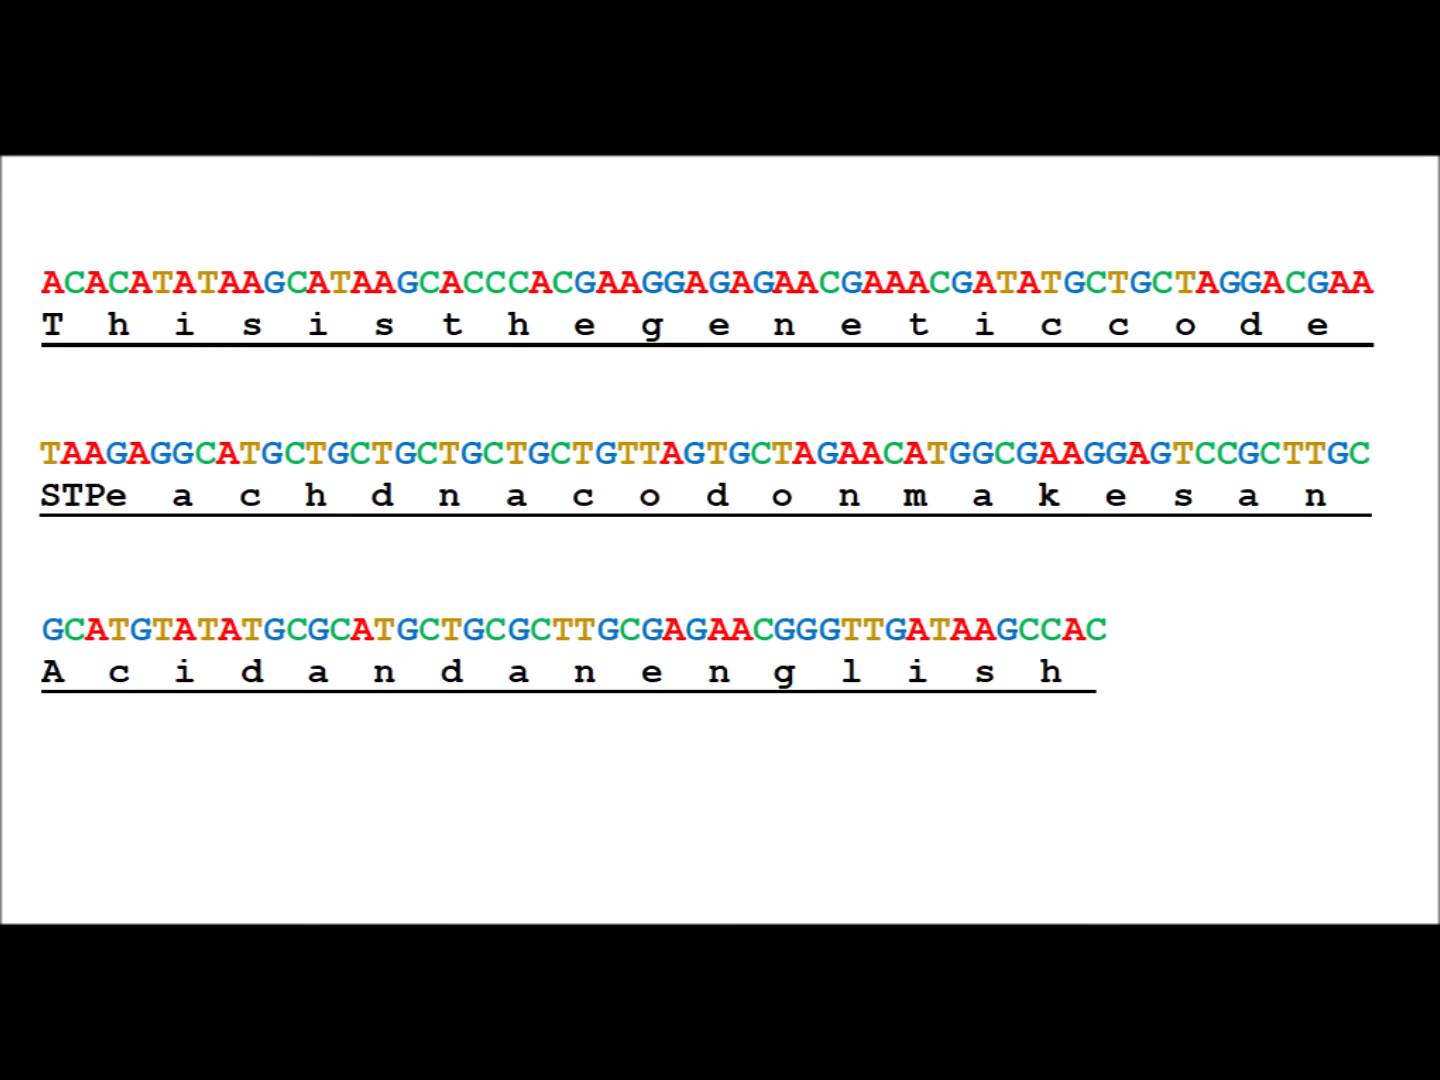 ACACATATAAGCATAAGCACCCACGAAGGAGAGAACGAAACGATATGCTGCTAGGACGAA
T h i s i s t h e g e n e t i c c o d e
TAAGAGGCATGCTGCTGCTGCTGCTGTTAGTGCTAGAACATGGCGAAGGAGTCCGCTTGC
STPe a c h d n a c o d o n m a k e s a n
GCATGTATATGCGCATGCTGCGCTTGCGAGAACGGGTTGATAAGCCAC
A c i d a n d a n e n g l i s h